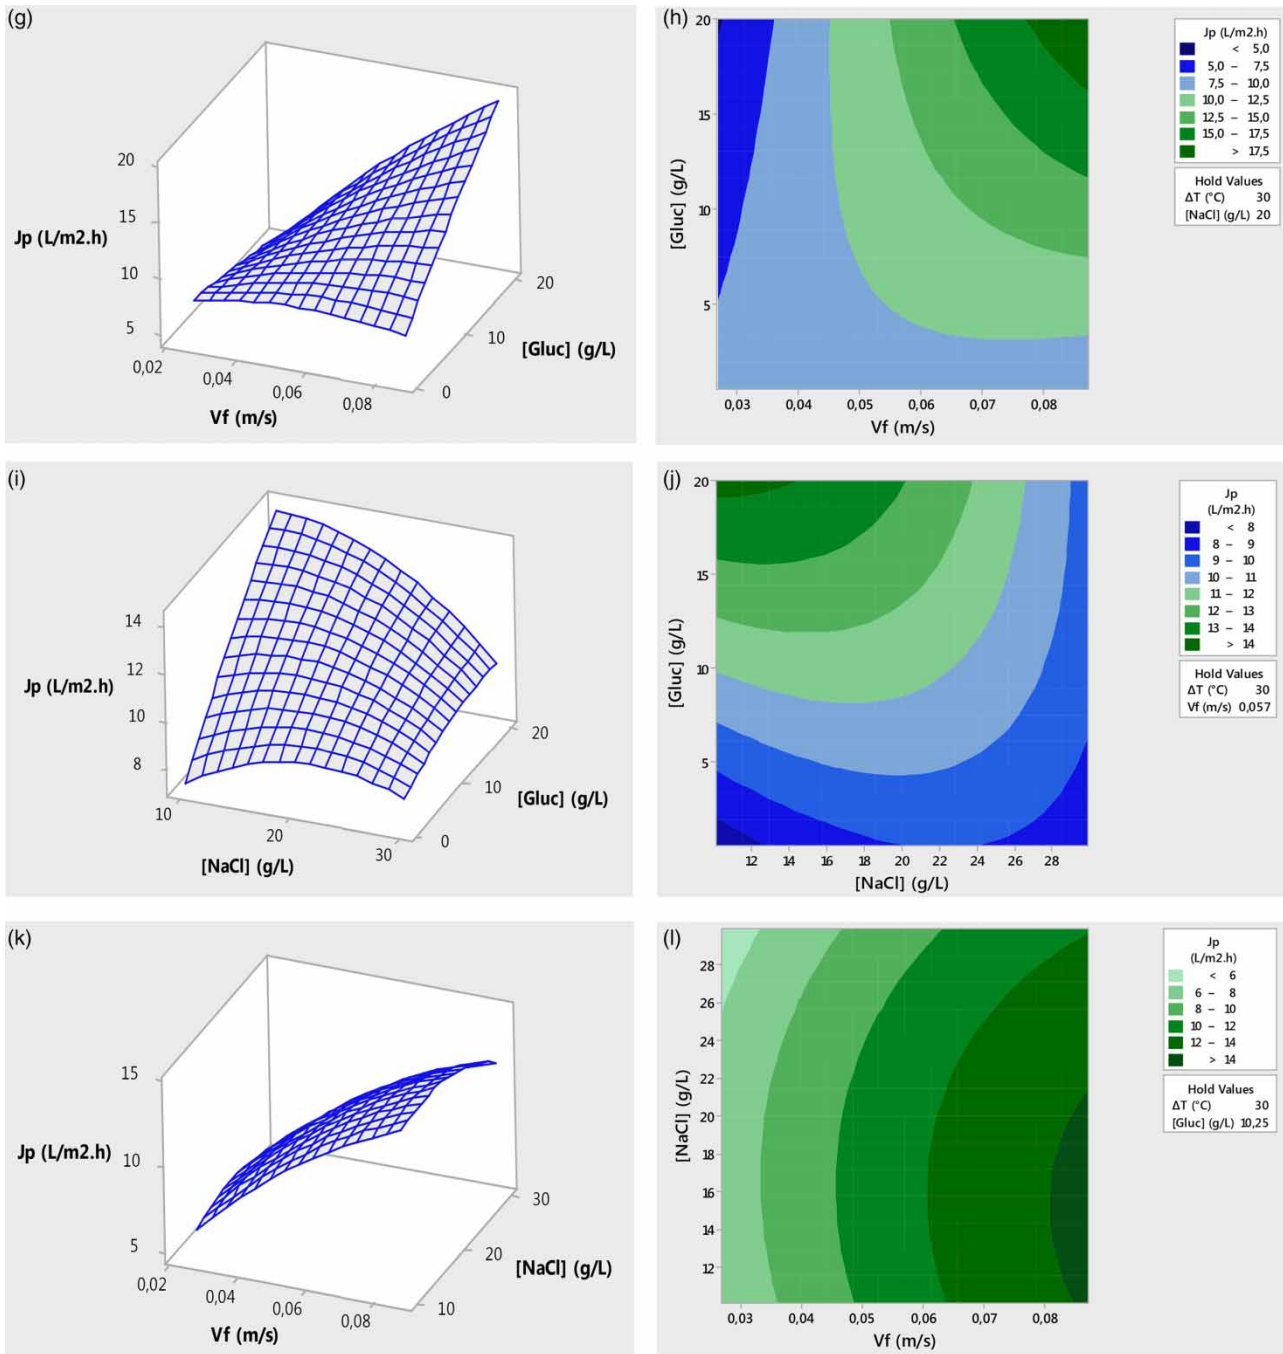 (g)
20
15
Jp (L/m2.h)
10
5
0,02
0,04
0,06
0,08
Vf (m/s)
20
10
[Gluc] (g/L)
0
(h)
20
15
[Gluc] (g/L)
10
5
0,03 0,04 0,05 0,06 0,07 0,08
Vf (m/s)
Jp (L/m2.h)
< 5,0
5,0 – 7,5
7,5 – 10,0
10,0 – 12,5
12,5 – 15,0
15,0 – 17,5
> 17,5
Hold Values
ΔT (°C) 30
[NaCl] (g/L) 20
(i)
14
12
Jp (L/m2.h)
10
8
10
20
30
[NaCl] (g/L)
20
10
[Gluc] (g/L)
0
(j)
20
15
[Gluc] (g/L)
10
5
12 14 16 18 20 22 24 26 28
[NaCl] (g/L)
Jp
(L/m2.h)
< 8
8 – 9
9 – 10
10 – 11
11 – 12
12 – 13
13 – 14
> 14
Hold Values
ΔT (°C) 30
Vf (m/s) 0,057
(k)
15
Jp (L/m2.h)
10
5
0,02
0,04
0,06
0,08
Vf (m/s)
30
20
[NaCl] (g/L)
10
(l)
28
26
24
22
[NaCl] (g/L)
20
18
16
14
12
0,03 0,04 0,05 0,06 0,07 0,08
Vf (m/s)
Jp
(L/m2.h)
< 6
6 – 8
8 – 10
10 – 12
12 – 14
> 14
Hold Values
ΔT (°C) 30
[Gluc] (g/L) 10,25